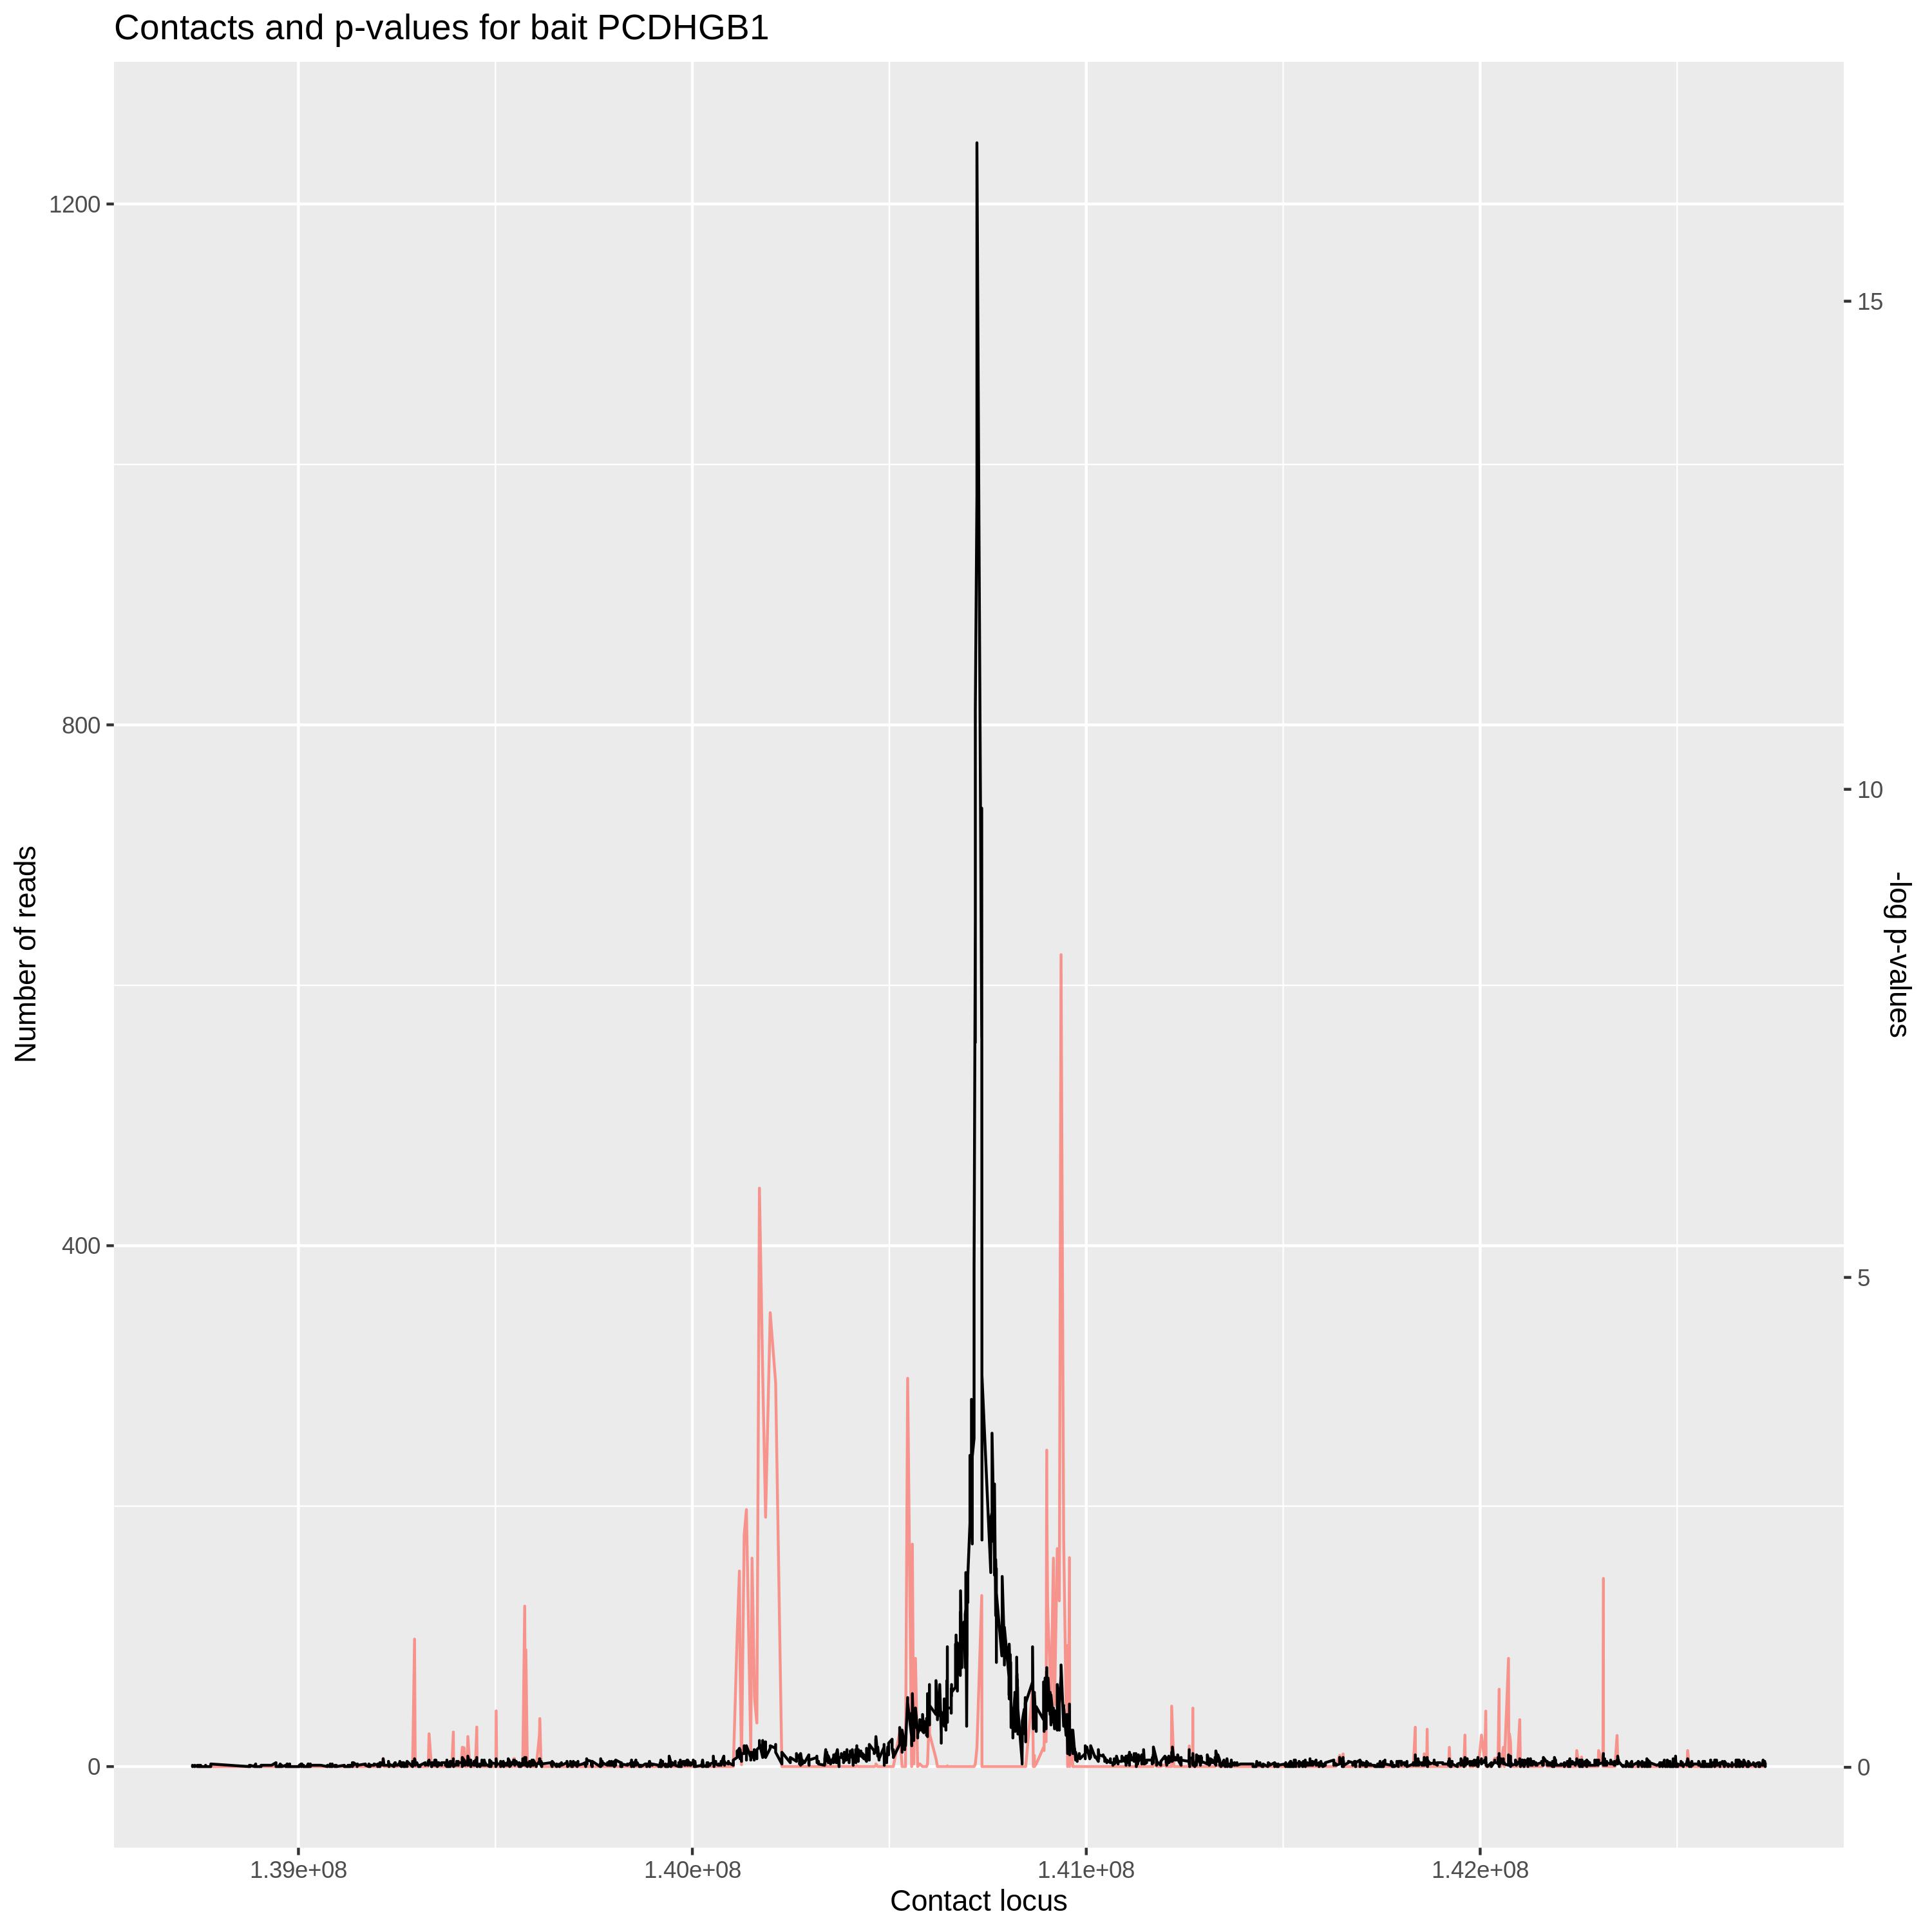 Contacts and p-values for bait PCDHGB1
1200
800
400
0
Number of reads
15
10
5
0
-log p-values
1.39e+08
1.40e+08
1.41e+08
1.42e+08
Contact locus